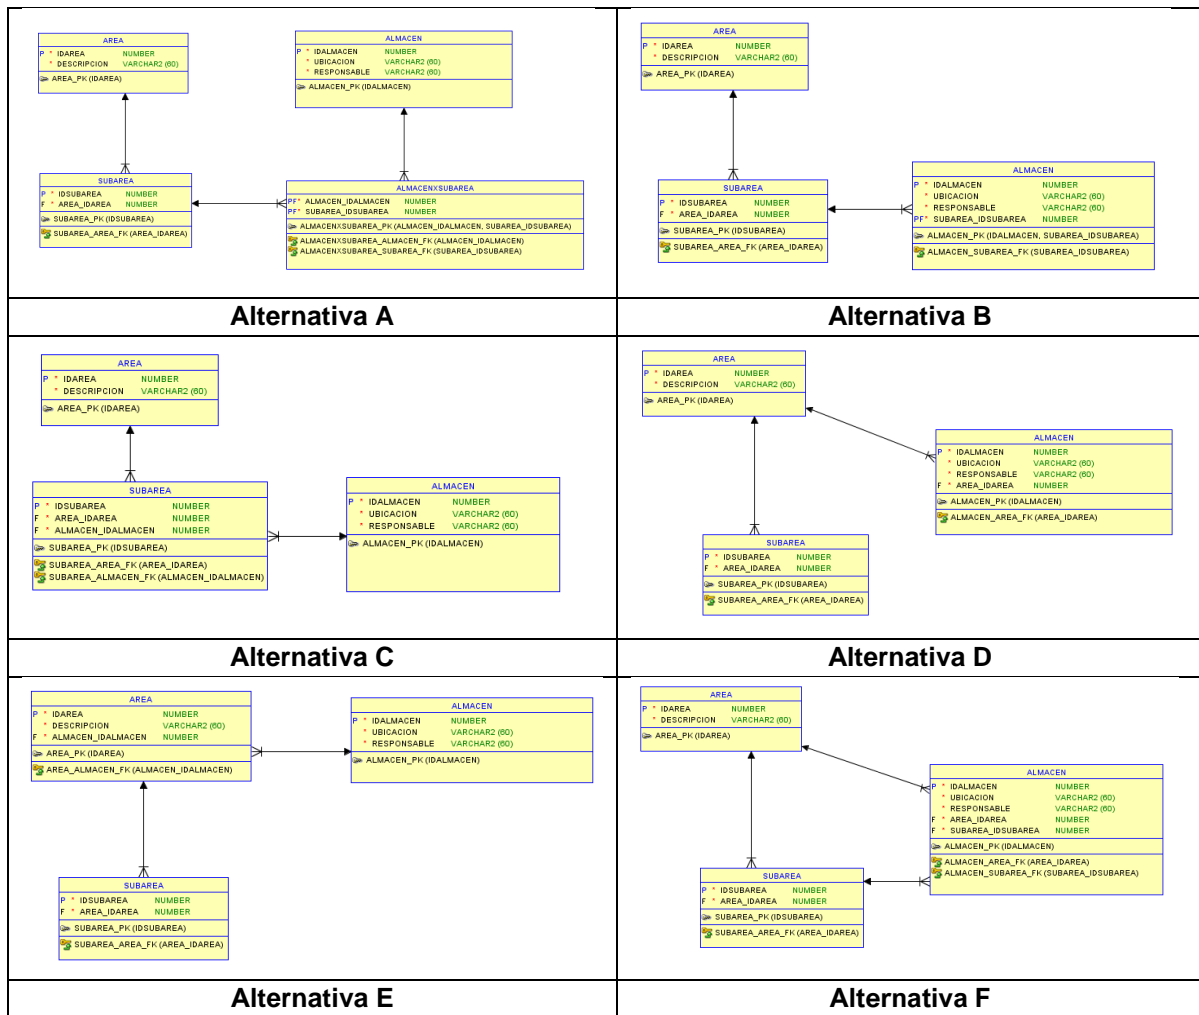 AREA
P * IDAREA NUMBER
* DESCRIPCION VARCHAR2 (60)
AREA_PK (IDAREA)
ALMACEN
P * IDALMACEN NUMBER
* UBICACION VARCHAR2 (60)
* RESPONSABLE VARCHAR2 (60)
ALMACEN_PK (IDALMACEN)
SUBAREA
P * IDSUBAREA NUMBER
F * AREA_IDAREA NUMBER
SUBAREA_PK (IDSUBAREA)
SUBAREA_AREA_FK (AREA_IDAREA)
ALMACENXSUBAREA
PF* ALMACEN_IDALMACEN NUMBER
PF* SUBAREA_IDSUBAREA NUMBER
ALMACENXSUBAREA_PK (ALMACEN_IDALMACEN, SUBAREA_IDSUBAREA)
ALMACENXSUBAREA_ALMACEN_FK (ALMACEN_IDALMACEN)
ALMACENXSUBAREA_SUBAREA_FK (SUBAREA_IDSUBAREA)
Alternativa A
AREA
P * IDAREA NUMBER
* DESCRIPCION VARCHAR2 (60)
AREA_PK (IDAREA)
SUBAREA
P * IDSUBAREA NUMBER
F * AREA_IDAREA NUMBER
SUBAREA_PK (IDSUBAREA)
SUBAREA_AREA_FK (AREA_IDAREA)
ALMACEN
P * IDALMACEN NUMBER
* UBICACION VARCHAR2 (60)
* RESPONSABLE VARCHAR2 (60)
PF* SUBAREA_IDSUBAREA NUMBER
ALMACEN_PK (IDALMACEN, SUBAREA_IDSUBAREA)
ALMACEN_SUBAREA_FK (SUBAREA_IDSUBAREA)
Alternativa B
AREA
P * IDAREA NUMBER
* DESCRIPCION VARCHAR2 (60)
AREA_PK (IDAREA)
SUBAREA
P * IDSUBAREA NUMBER
F * AREA_IDAREA NUMBER
F * ALMACEN_IDALMACEN NUMBER
SUBAREA_PK (IDSUBAREA)
SUBAREA_AREA_FK (AREA_IDAREA)
SUBAREA_ALMACEN_FK (ALMACEN_IDALMACEN)
ALMACEN
P * IDALMACEN NUMBER
* UBICACION VARCHAR2 (60)
* RESPONSABLE VARCHAR2 (60)
ALMACEN_PK (IDALMACEN)
Alternativa C
AREA
P * IDAREA NUMBER
* DESCRIPCION VARCHAR2 (60)
AREA_PK (IDAREA)
ALMACEN
P * IDALMACEN NUMBER
* UBICACION VARCHAR2 (60)
* RESPONSABLE VARCHAR2 (60)
F * AREA_IDAREA NUMBER
ALMACEN_PK (IDALMACEN)
ALMACEN_AREA_FK (AREA_IDAREA)
SUBAREA
P * IDSUBAREA NUMBER
F * AREA_IDAREA NUMBER
SUBAREA_PK (IDSUBAREA)
SUBAREA_AREA_FK (AREA_IDAREA)
Alternativa D
AREA
P * IDAREA NUMBER
* DESCRIPCION VARCHAR2 (60)
F * ALMACEN_IDALMACEN NUMBER
AREA_PK (IDAREA)
AREA_ALMACEN_FK (ALMACEN_IDALMACEN)
ALMACEN
P * IDALMACEN NUMBER
* UBICACION VARCHAR2 (60)
* RESPONSABLE VARCHAR2 (60)
ALMACEN_PK (IDALMACEN)
SUBAREA
P * IDSUBAREA NUMBER
F * AREA_IDAREA NUMBER
SUBAREA_PK (IDSUBAREA)
SUBAREA_AREA_FK (AREA_IDAREA)
Alternativa E
AREA
P * IDAREA NUMBER
* DESCRIPCION VARCHAR2 (60)
AREA_PK (IDAREA)
ALMACEN
P * IDALMACEN NUMBER
* UBICACION VARCHAR2 (60)
* RESPONSABLE VARCHAR2 (60)
F * AREA_IDAREA NUMBER
F * SUBAREA_IDSUBAREA NUMBER
ALMACEN_PK (IDALMACEN)
ALMACEN_AREA_FK (AREA_IDAREA)
ALMACEN_SUBAREA_FK (SUBAREA_IDSUBAREA)
SUBAREA
P * IDSUBAREA NUMBER
F * AREA_IDAREA NUMBER
SUBAREA_PK (IDSUBAREA)
SUBAREA_AREA_FK (AREA_IDAREA)
Alternativa F